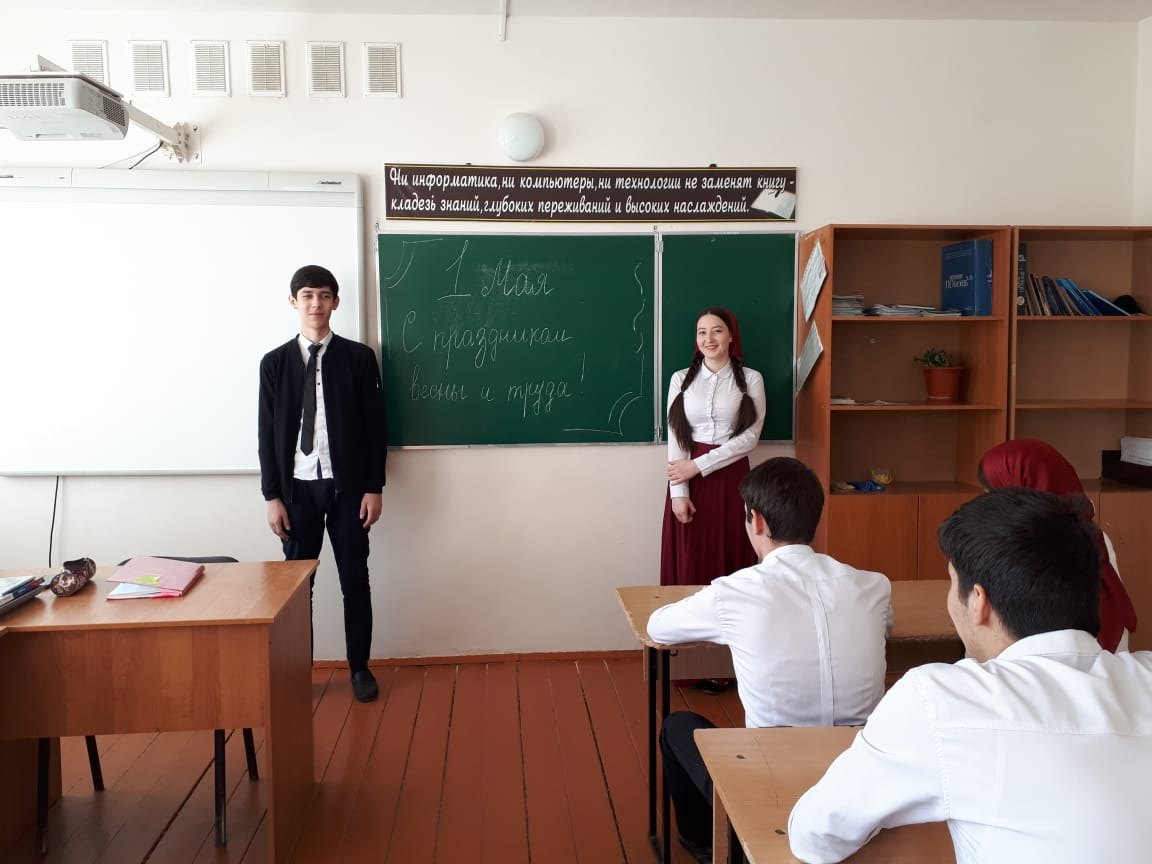 Ни информатика, ни компьютеры, ни технологии не заменят книгу -
кладезь знаний, глубоких переживаний и высоких наслаждений.
1 Мая
С праздником
весны и труда!
Помощь